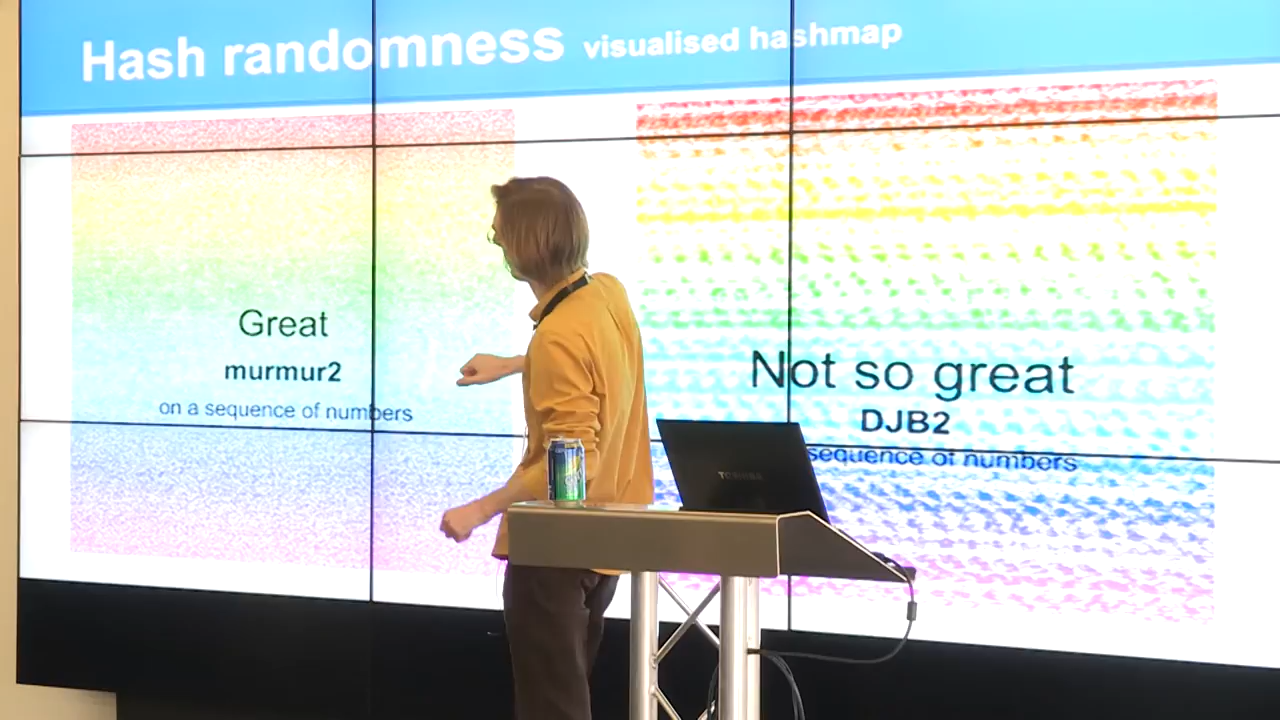 Hash randomness visualised hashmap
Great
murmur2
on a sequence of numbers
Not so great
DJB2
sequence of numbers
TOSHIBA